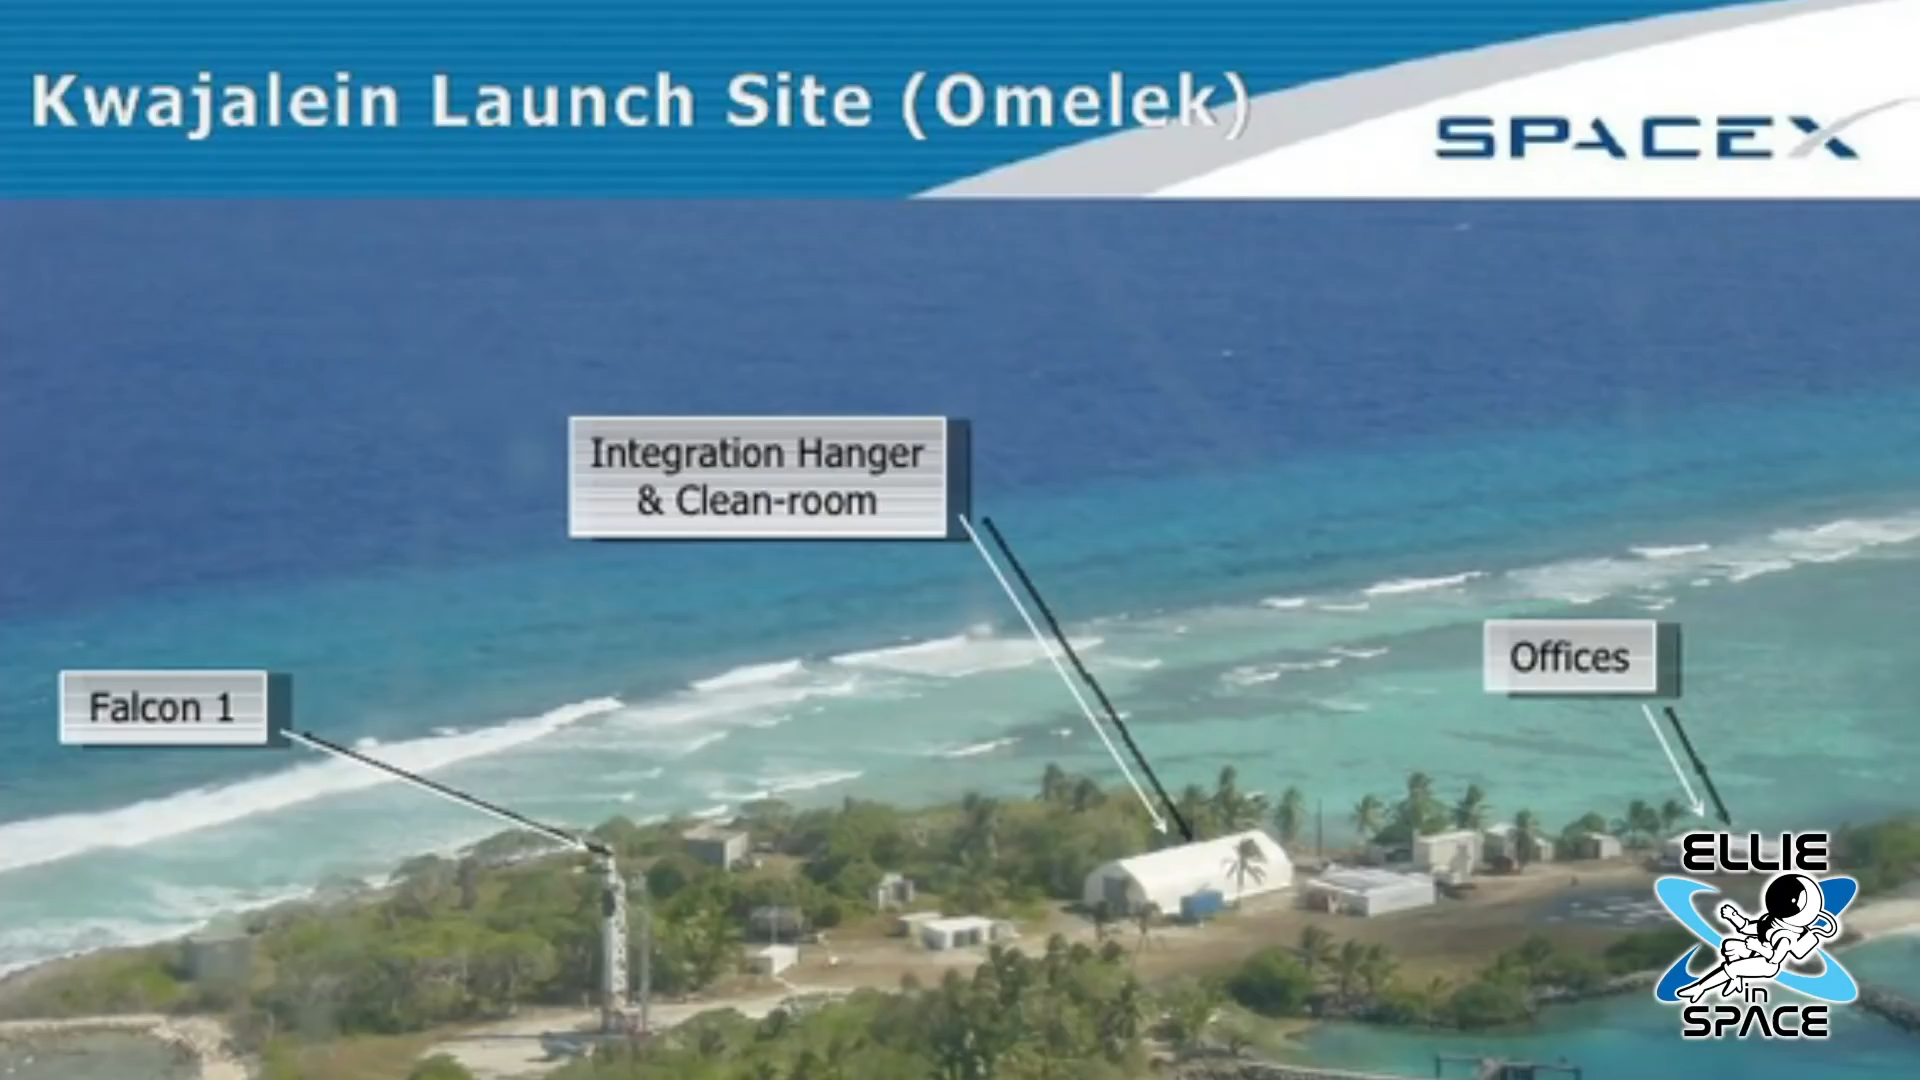 Kwajalein Launch Site (Omelek)
SPACEX
Integration Hanger
& Clean-room
Offices
Falcon 1
ELLIE
in
SPACE